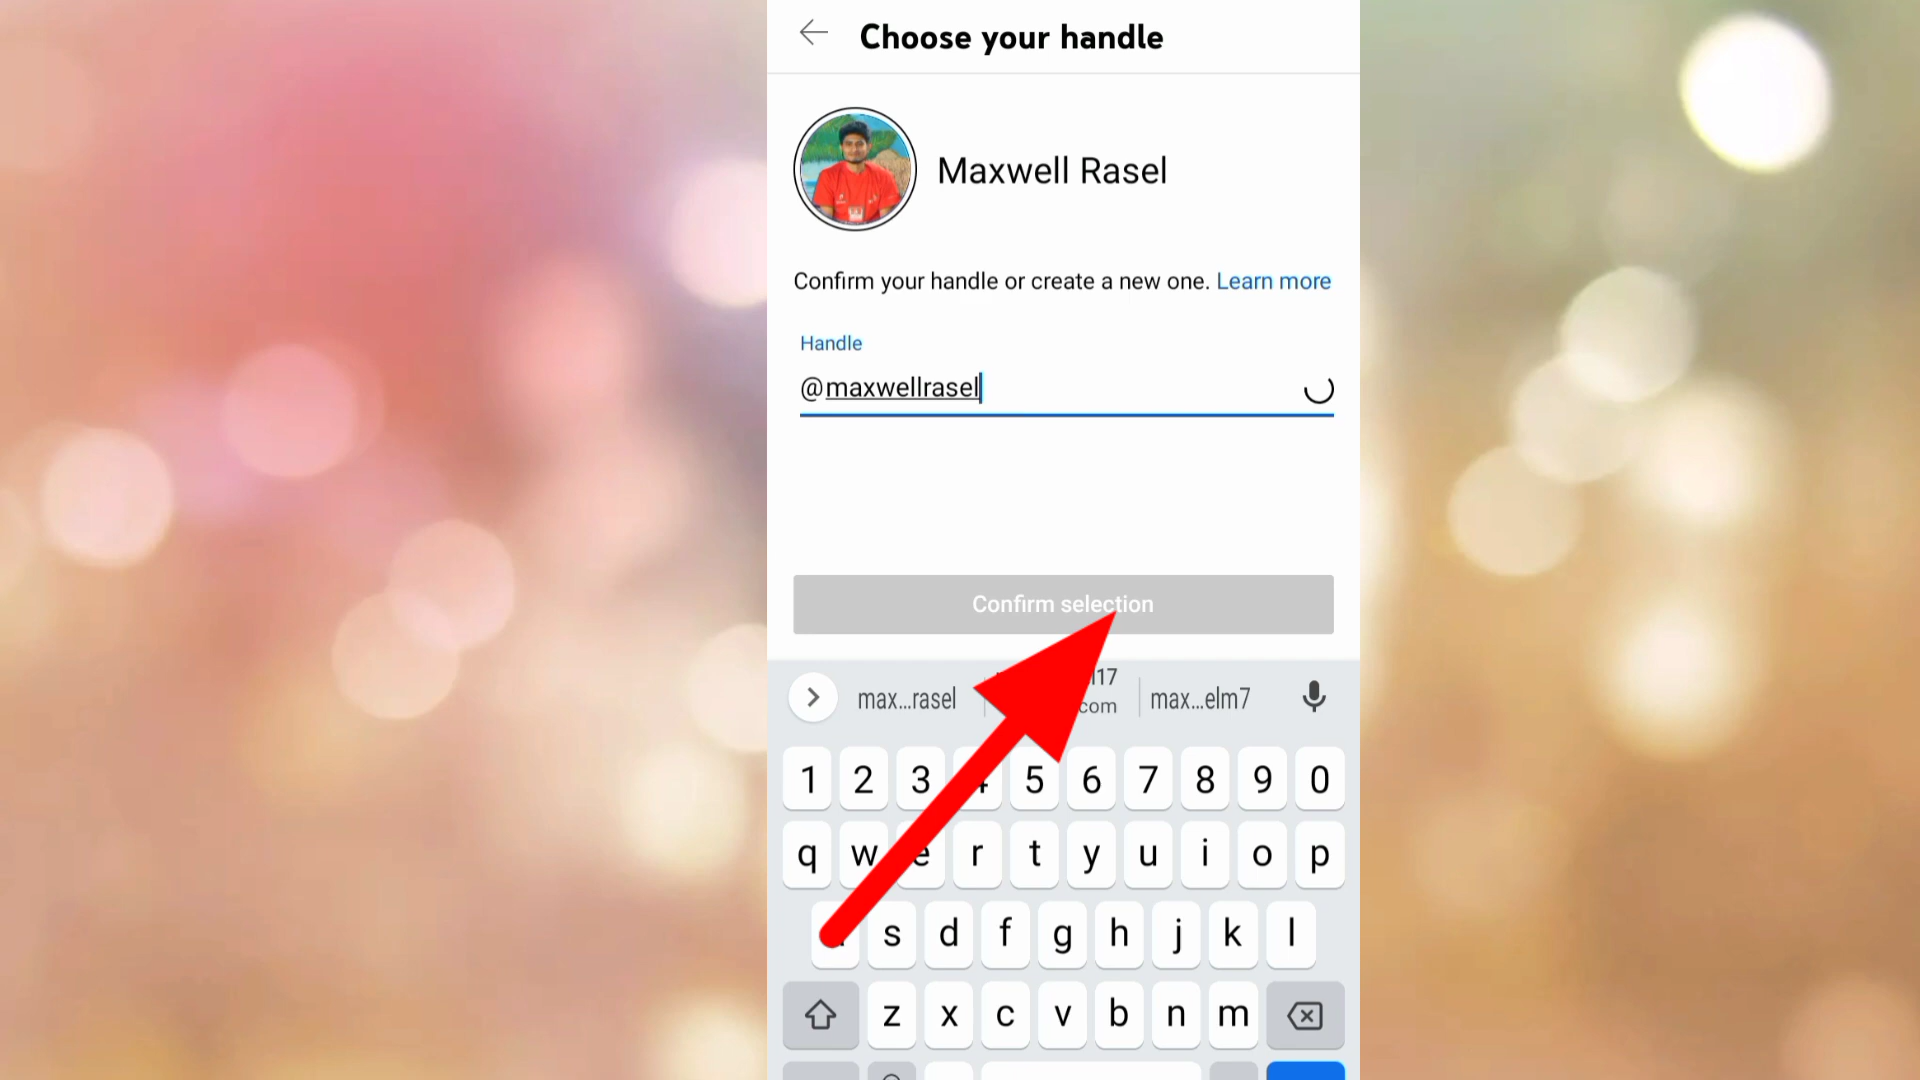 Choose your handle
Maxwell Rasel
Confirm your handle or create a new one. Learn more
Handle
@maxwellrasel
Confirm selection
max...rasel
l17
com
max...elm7
1 2 3 4 5 6 7 8 9 0
q w e r t y u i o p
s d f g h j k l
z x c v b n m